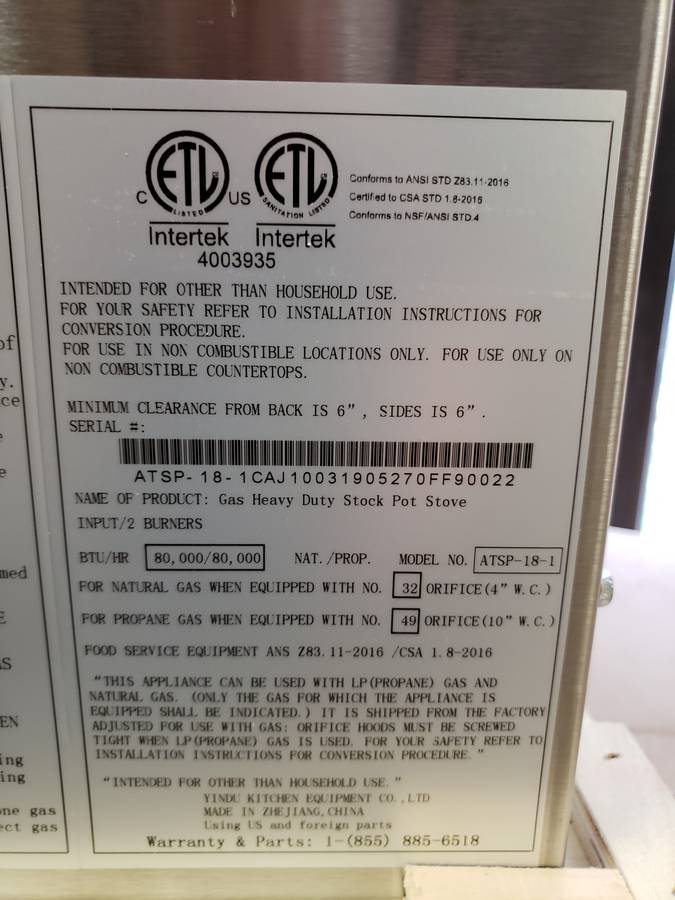 ETL ETL
LISTED SANITATION LISTED
C US
Intertek Intertek
4003935
Conforms to ANSI STD Z83.11-2016
Certified to CSA STD 1.8-2016
Conforms to NSF/ANSI STD.4
INTENDED FOR OTHER THAN HOUSEHOLD USE.
FOR YOUR SAFETY REFER TO INSTALLATION INSTRUCTIONS FOR
CONVERSION PROCEDURE.
FOR USE IN NON COMBUSTIBLE LOCATIONS ONLY. FOR USE ONLY ON
NON COMBUSTIBLE COUNTERTOPS.
MINIMUM CLEARANCE FROM BACK IS 6", SIDES IS 6".
SERIAL #:
ATSP-18-1CAJ10031905270FF90022
NAME OF PRODUCT: Gas Heavy Duty Stock Pot Stove
INPUT/2 BURNERS
BTU/HR 80,000/80,000 NAT./PROP. MODEL NO. ATSP-18-1
FOR NATURAL GAS WHEN EQUIPPED WITH NO. 32 ORIFICE(4" W.C.)
FOR PROPANE GAS WHEN EQUIPPED WITH NO. 49 ORIFICE(10" W.C.)
FOOD SERVICE EQUIPMENT ANS Z83.11-2016 /CSA 1.8-2016
"THIS APPLIANCE CAN BE USED WITH LP(PROPANE) GAS AND
NATURAL GAS. (ONLY THE GAS FOR WHICH THE APPLIANCE IS
EQUIPPED SHALL BE INDICATED.) IT IS SHIPPED FROM THE FACTORY
ADJUSTED FOR USE WITH GAS: ORIFICE HOODS MUST BE SCREWED
TIGHT WHEN LP(PROPANE) GAS IS USED. FOR YOUR SAFETY REFER TO
INSTALLATION INSTRUCTIONS FOR CONVERSION PROCEDURE."
"INTENDED FOR OTHER THAN HOUSEHOLD USE."
YINDU KITCHEN EQUIPMENT CO.,LTD
MADE IN ZHEJIANG,CHINA
Using US and foreign parts
Warranty & Parts: 1-(855) 885-6518